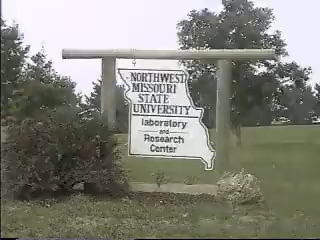 NORTHWEST
MISSOURI
STATE
UNIVERSITY
laboratory
and
Research
Center